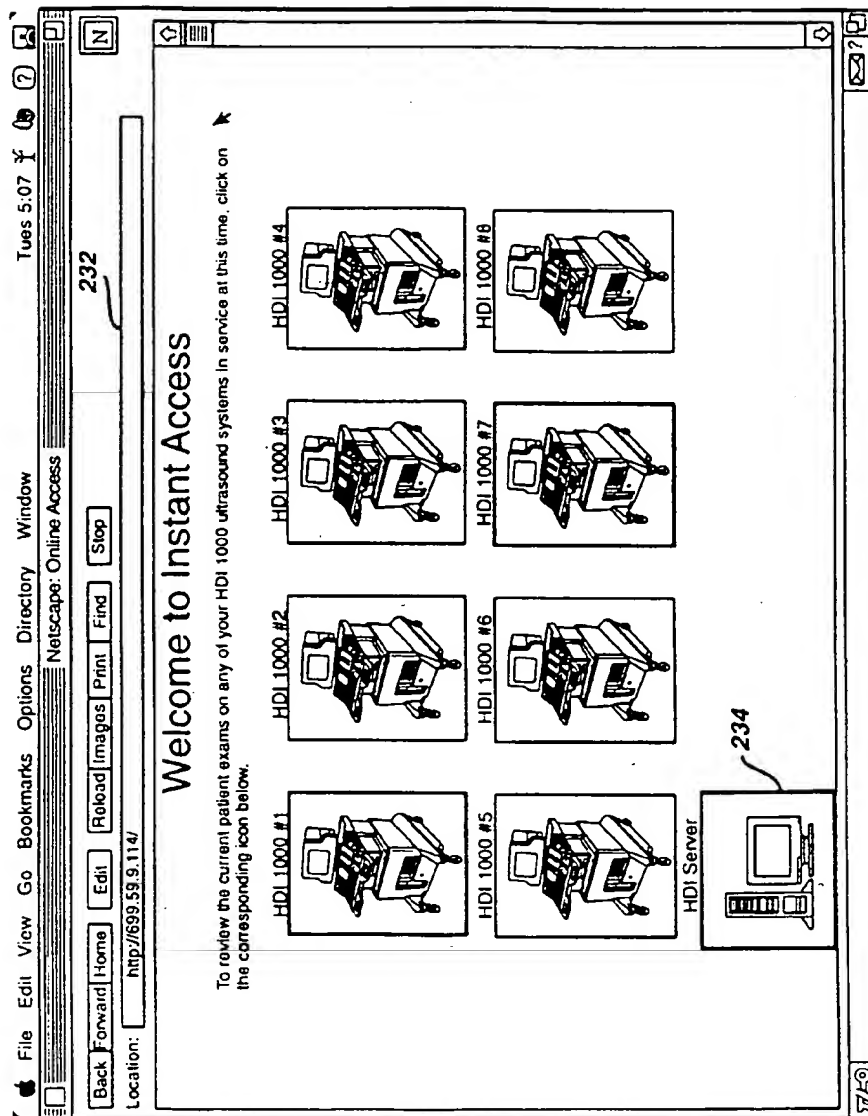 File Edit View Go Bookmarks Options Directory Window Tues 5:07 ?
Netscape: Online Access
Back Forward Home Edit Reload Images Print Find Stop N
232
Location: http://699.59.9.114/
Welcome to Instant Access
To review the current patient exams on any of your HDI 1000 ultrasound systems in service at this time, click on
the corresponding icon below.
HDI 1000 #1 HDI 1000 #2 HDI 1000 #3 HDI 1000 #4
HDI 1000 #5 HDI 1000 #6 HDI 1000 #7 HDI 1000 #8
HDI Server
234
?